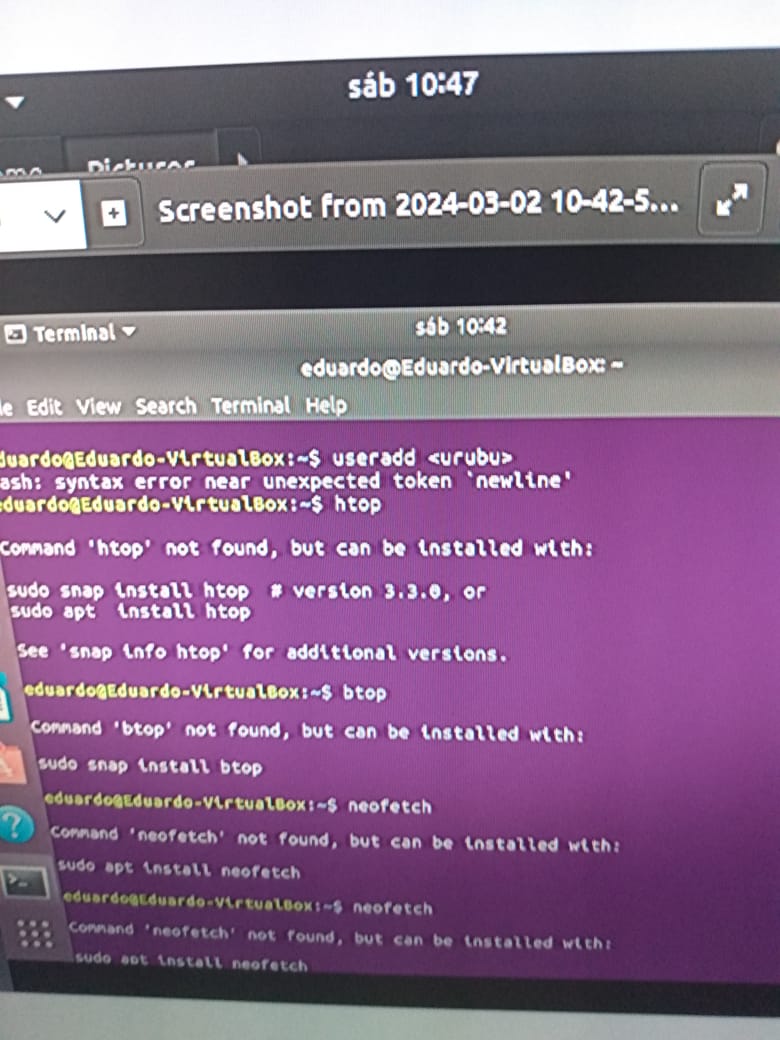 sáb 10:47
Pictures
Screenshot from 2024-03-02 10-42-5...
Terminal
sáb 10:42
eduardo@Eduardo-VirtualBox: ~
Edit View Search Terminal Help
eduardo@Eduardo-VirtualBox:~$ useradd <urubu>
ash: syntax error near unexpected token `newline'
eduardo@Eduardo-VirtualBox:~$ htop
Command 'htop' not found, but can be installed with:
sudo snap install htop # version 3.3.0, or
sudo apt install htop
See 'snap info htop' for additional versions.
eduardo@Eduardo-VirtualBox:~$ btop
Command 'btop' not found, but can be installed with:
sudo snap install btop
eduardo@Eduardo-VirtualBox:~$ neofetch
Command 'neofetch' not found, but can be installed with:
sudo apt install neofetch
eduardo@Eduardo-VirtualBox:~$ neofetch
Command 'neofetch' not found, but can be installed with:
sudo apt install neofetch